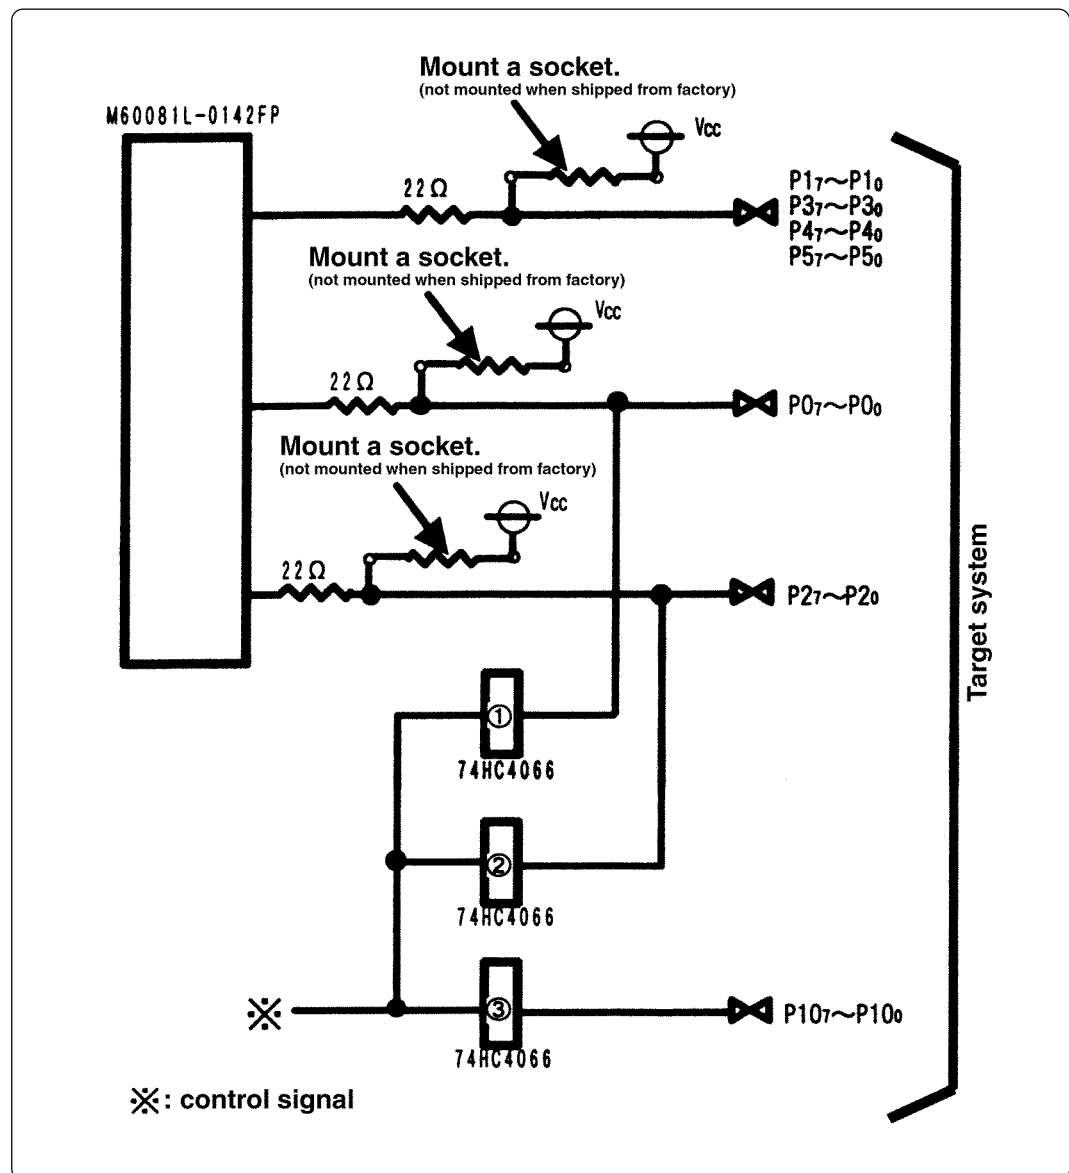 Mount a socket.
(not mounted when shipped from factory)
M60081L-0142FP
Vcc
22Ω
P17～P10
P37～P30
P47～P40
P57～P50
Mount a socket.
(not mounted when shipped from factory)
Vcc
22Ω
P07～P00
Mount a socket.
(not mounted when shipped from factory)
Vcc
22Ω
P27～P20
Target system
①
74HC4066
②
74HC4066
③
※
P107～P100
74HC4066
※: control signal